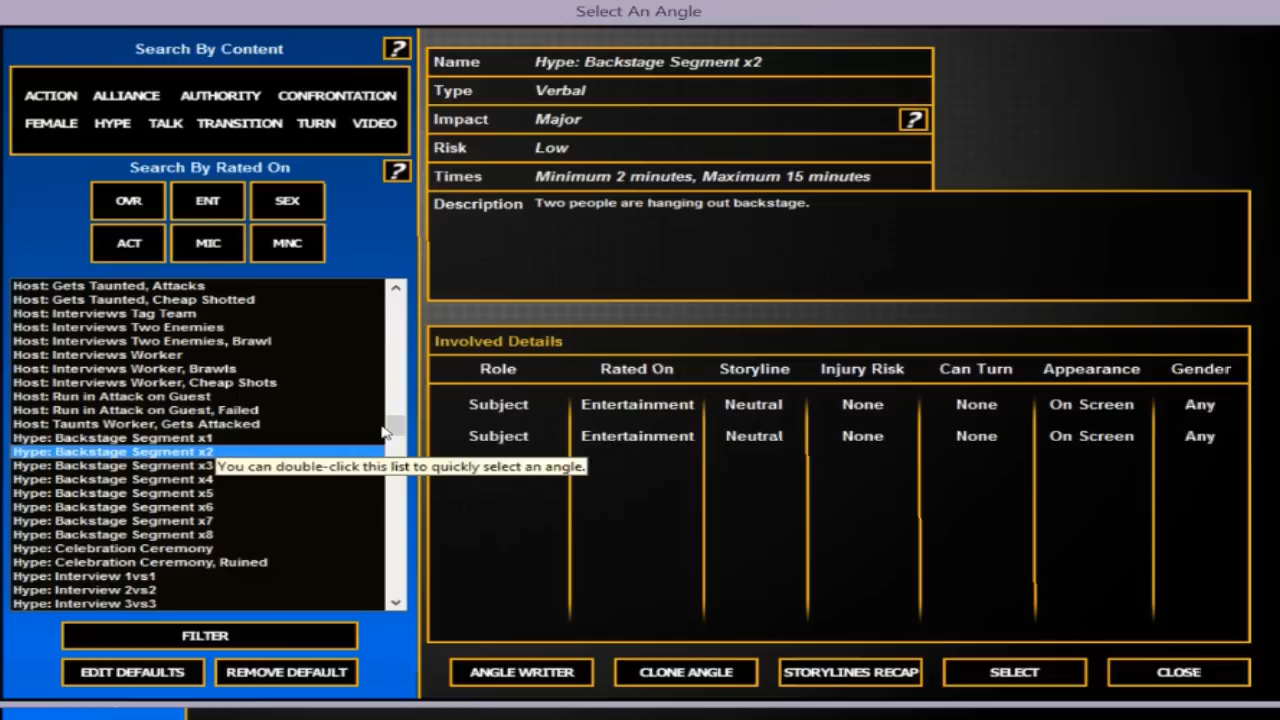 Select An Angle
Search By Content
?
ACTION ALLIANCE AUTHORITY CONFRONTATION
FEMALE HYPE TALK TRANSITION TURN VIDEO
Search By Rated On
?
OVR ENT SEX
ACT MIC MNC
Host: Gets Taunted, Attacks
Host: Gets Taunted, Cheap Shotted
Host: Interviews Tag Team
Host: Interviews Two Enemies
Host: Interviews Two Enemies, Brawl
Host: Interviews Worker
Host: Interviews Worker, Brawls
Host: Interviews Worker, Cheap Shots
Host: Run in Attack on Guest
Host: Run in Attack on Guest, Failed
Host: Taunts Worker, Gets Attacked
Hype: Backstage Segment x1
Hype: Backstage Segment x2
Hype: Backstage Segment x3
You can double-click this list to quickly select an angle.
Hype: Backstage Segment x4
Hype: Backstage Segment x5
Hype: Backstage Segment x6
Hype: Backstage Segment x7
Hype: Backstage Segment x8
Hype: Celebration Ceremony
Hype: Celebration Ceremony, Ruined
Hype: Interview 1vs1
Hype: Interview 2vs2
Hype: Interview 3vs3
FILTER
EDIT DEFAULTS REMOVE DEFAULT
Name Hype: Backstage Segment x2
Type Verbal
Impact Major ?
Risk Low
Times Minimum 2 minutes, Maximum 15 minutes
Description Two people are hanging out backstage.
Involved Details
Role Rated On Storyline Injury Risk Can Turn Appearance Gender
Subject Entertainment Neutral None None On Screen Any
Subject Entertainment Neutral None None On Screen Any
ANGLE WRITER CLONE ANGLE STORYLINES RECAP SELECT CLOSE